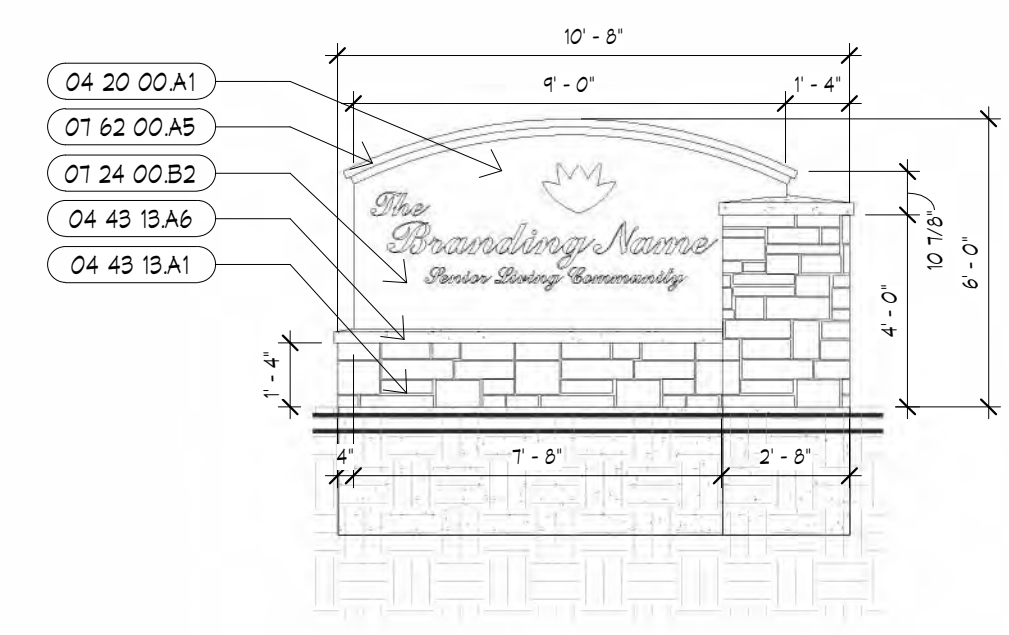 10' - 8"
9' - 0"
1' - 4"
04 20 00.A1
07 62 00.A5
07 24 00.B2
04 43 13.A6
04 43 13.A1
The
Branding Name
Senior Living Community
10 7/8"
6' - 0"
4' - 0"
1' - 4"
4"
7' - 8"
2' - 8"